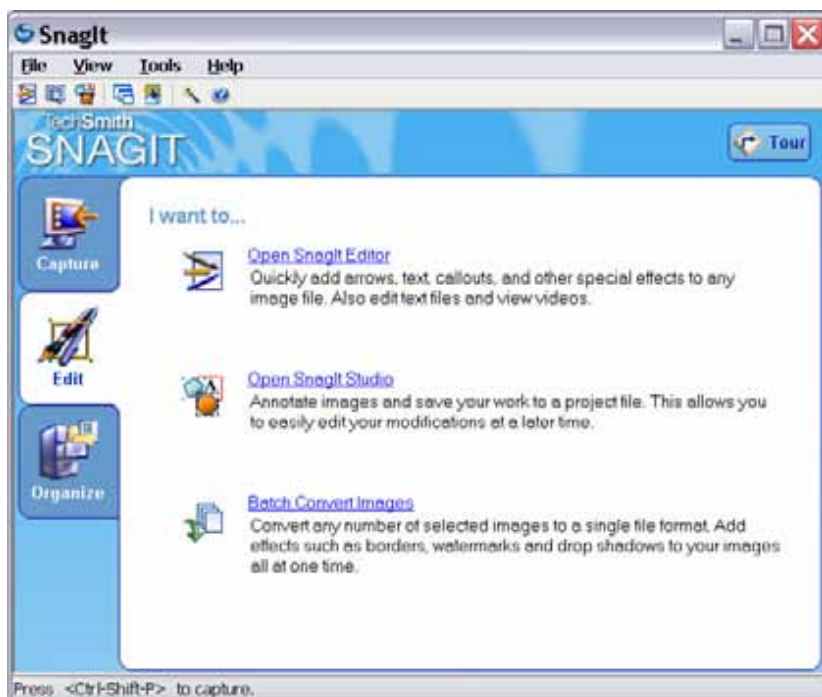 SnagIt
File View Tools Help
TechSmith
SNAGIT
Tour
Capture
Edit
Organize
I want to...
Open SnagIt Editor
Quickly add arrows, text, callouts, and other special effects to any
image file. Also edit text files and view videos.
Open SnagIt Studio
Annotate images and save your work to a project file. This allows you
to easily edit your modifications at a later time.
Batch Convert Images
Convert any number of selected images to a single file format. Add
effects such as borders, watermarks and drop shadows to your images
all at one time.
Press <Ctrl-Shift-P> to capture.